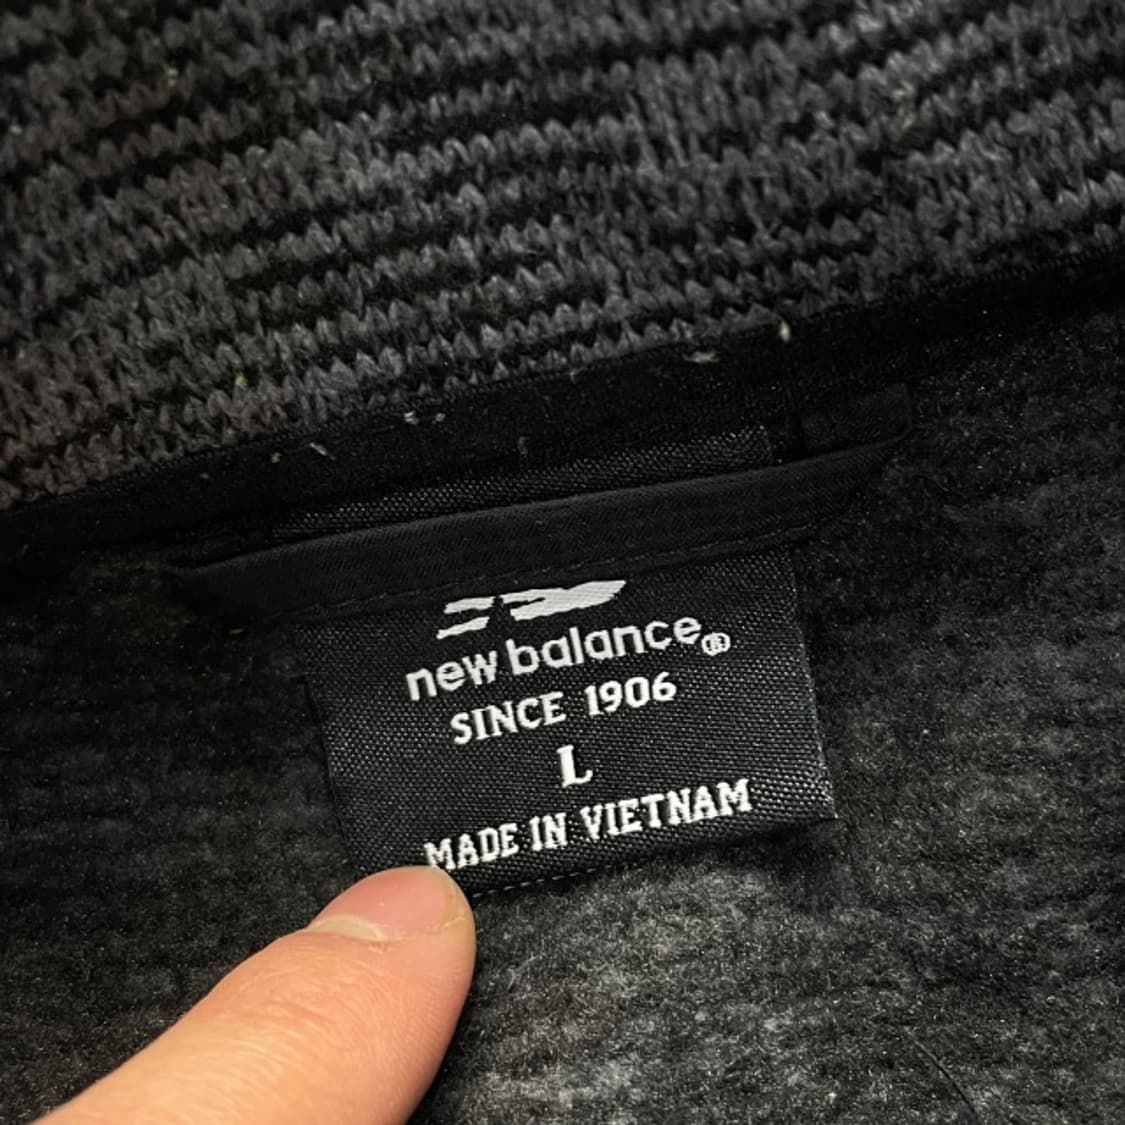 new balance®
SINCE 1906
L
MADE IN VIETNAM